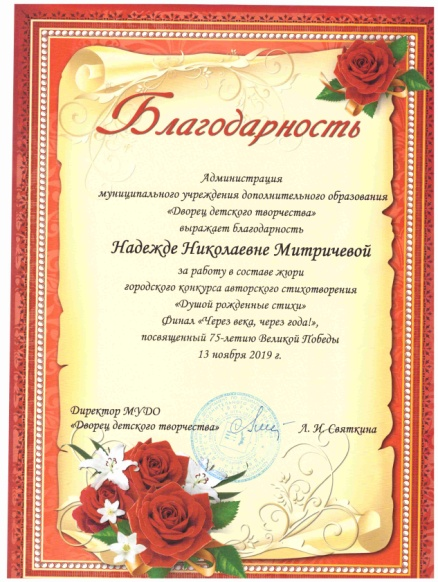 Благодарность
Администрация
муниципального учреждения дополнительного образования
«Дворец детского творчества»
выражает благодарность
Надежде Николаевне Митричевой
за работу в составе жюри
городского конкурса авторского стихотворения
«Душой рожденные стихи»
Финал «Через века, через года!»,
посвященный 75-летию Великой Победы
13 ноября 2019 г.
Директор МУДО
«Дворец детского творчества» Л. И Святкина